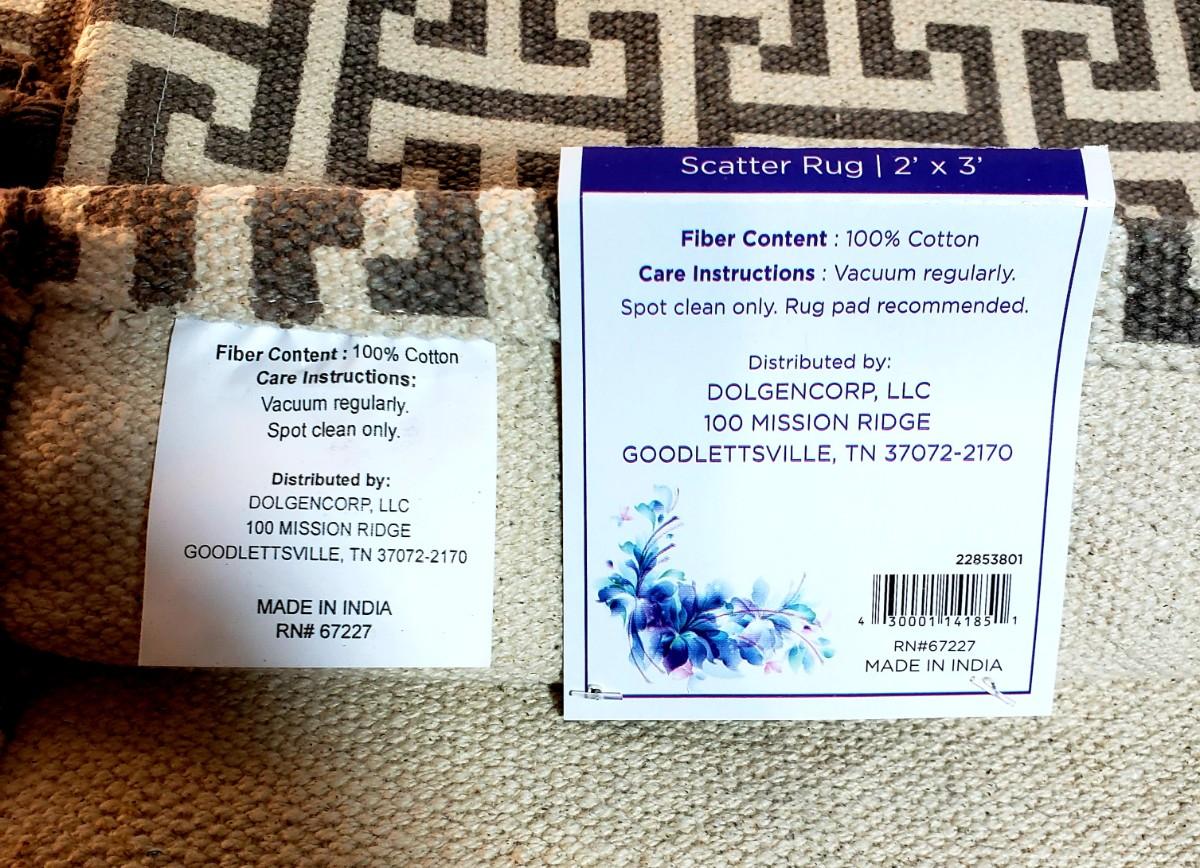 Fiber Content : 100% Cotton
Care Instructions:
Vacuum regularly.
Spot clean only.
Distributed by:
DOLGENCORP, LLC
100 MISSION RIDGE
GOODLETTSVILLE, TN 37072-2170
MADE IN INDIA
RN# 67227
Scatter Rug | 2' x 3'
Fiber Content : 100% Cotton
Care Instructions : Vacuum regularly.
Spot clean only. Rug pad recommended.
Distributed by:
DOLGENCORP, LLC
100 MISSION RIDGE
GOODLETTSVILLE, TN 37072-2170
22853801
4 30001 14185 1
RN#67227
MADE IN INDIA